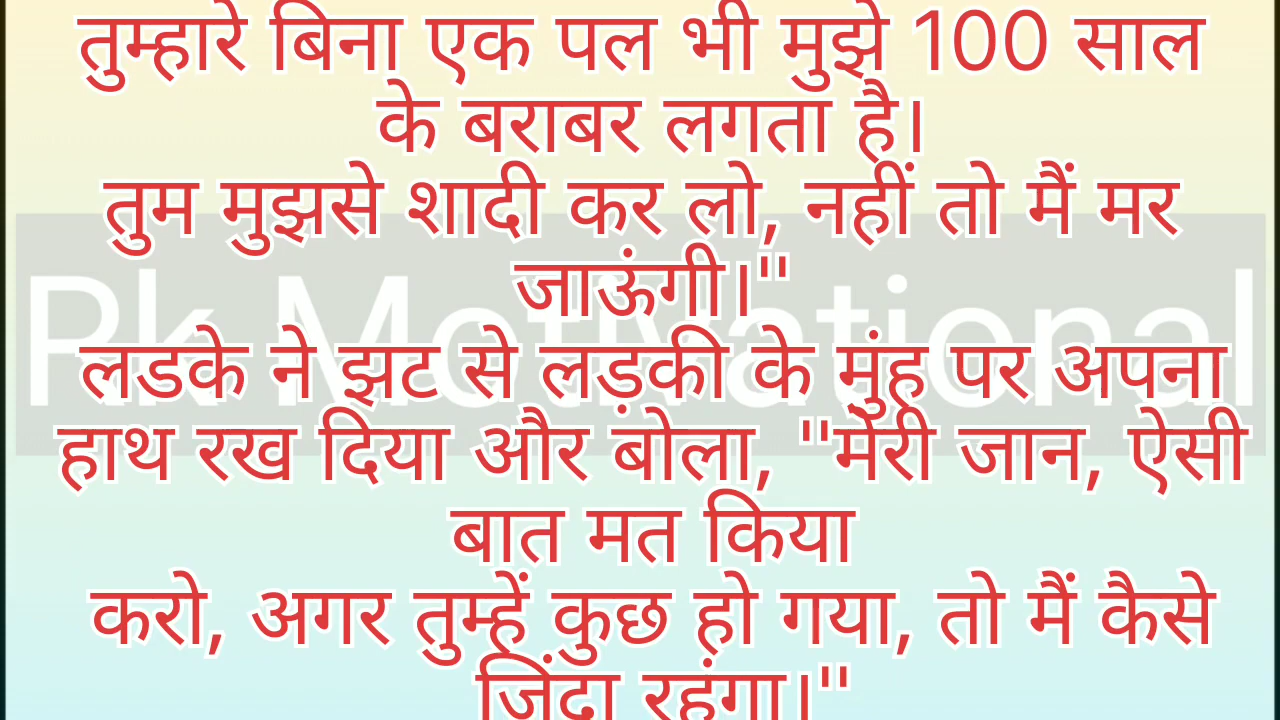 तुम्हारे बिना एक पल भी मुझे 100 साल
के बराबर लगता है।
तुम मुझसे शादी कर लो, नहीं तो मैं मर
जाऊंगी।"
Pk Motivational
लडके ने झट से लड़की के मुंह पर अपना
हाथ रख दिया और बोला, "मेरी जान, ऐसी
बात मत किया
करो, अगर तुम्हें कुछ हो गया, तो मैं कैसे
जिंदा रहूंगा।"